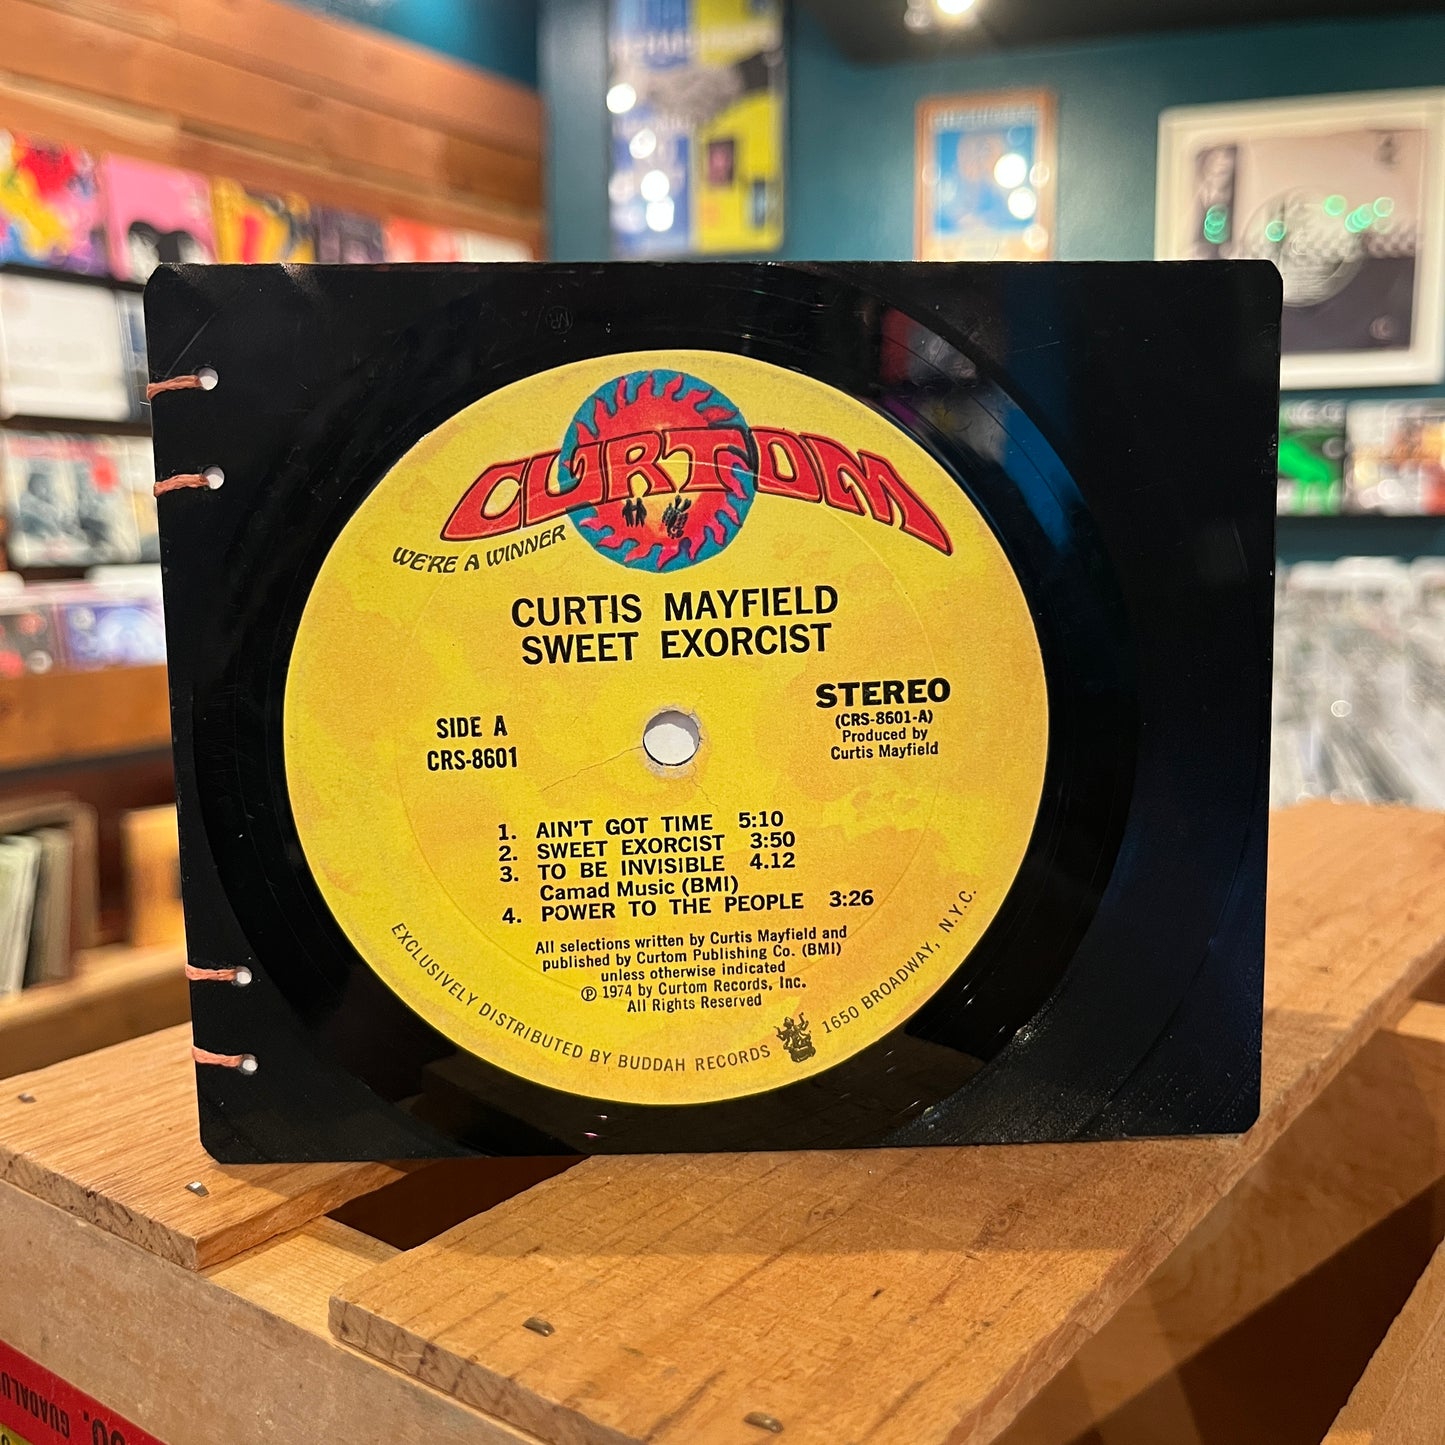 CURTOM
WE'RE A WINNER
CURTIS MAYFIELD
SWEET EXORCIST
SIDE A
CRS-8601
STEREO
(CRS-8601-A)
Produced by
Curtis Mayfield
1. AIN'T GOT TIME 5:10
2. SWEET EXORCIST 3:50
3. TO BE INVISIBLE 4.12
Camad Music (BMI)
4. POWER TO THE PEOPLE 3:26
All selections written by Curtis Mayfield and
published by Curtom Publishing Co. (BMI)
unless otherwise indicated
Ⓟ 1974 by Curtom Records, Inc.
All Rights Reserved
EXCLUSIVELY DISTRIBUTED BY BUDDAH RECORDS 1650 BROADWAY, N.Y.C.